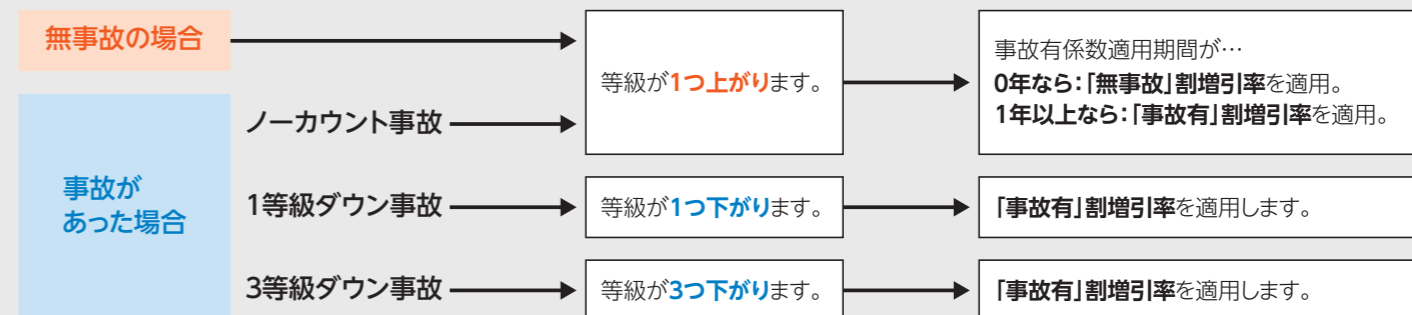 無事故の場合
等級が1つ上がります。
事故有係数適用期間が…
0年なら：「無事故」割増引率を適用。
1年以上なら：「事故有」割増引率を適用。
事故が
あった場合
ノーカウント事故
1等級ダウン事故
等級が1つ下がります。
「事故有」割増引率を適用します。
3等級ダウン事故
等級が3つ下がります。
「事故有」割増引率を適用します。